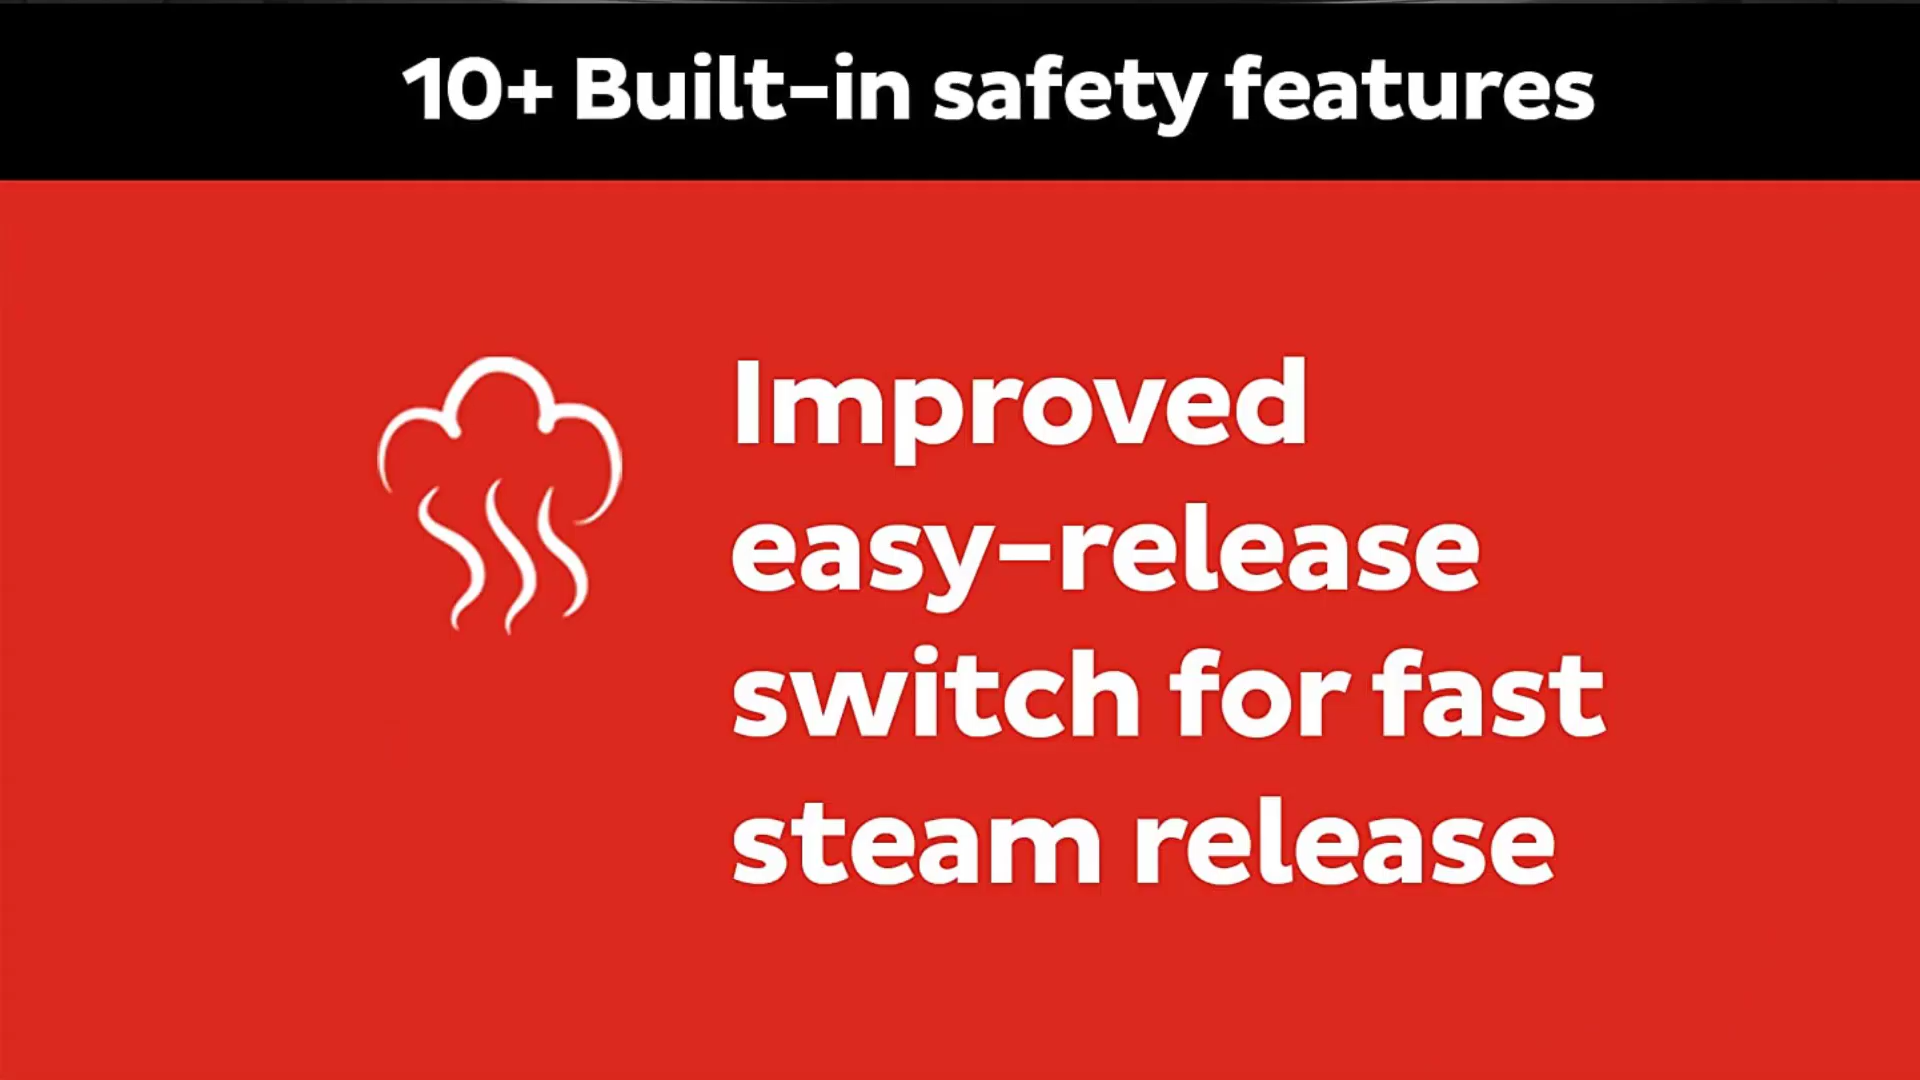 10+ Built-in safety features
Improved
easy-release
switch for fast
steam release